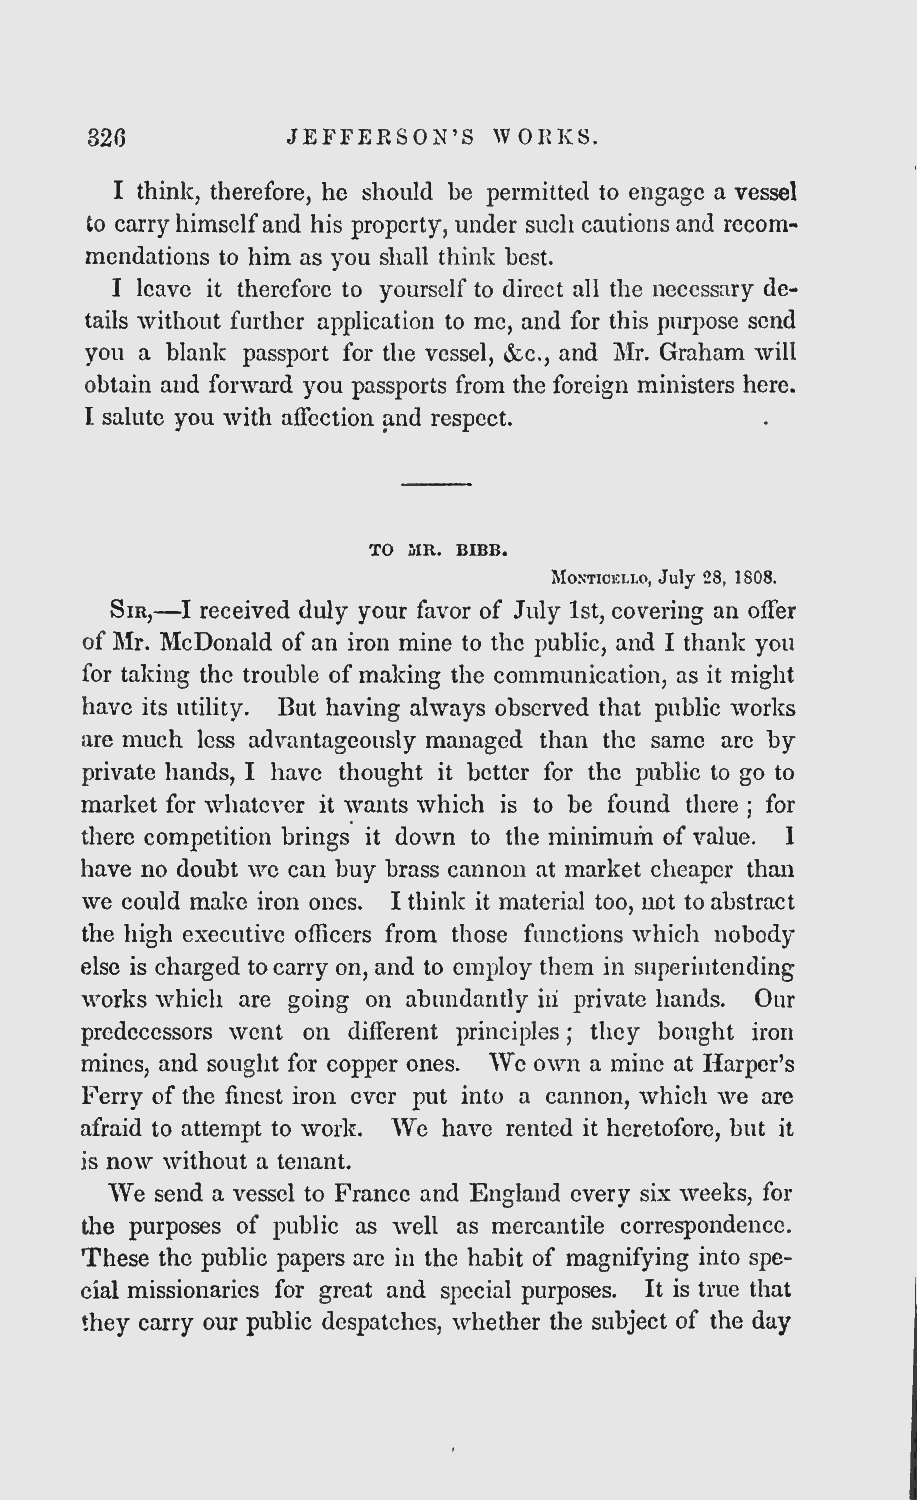 326 JEFFERSON'S WORKS.
I think, therefore, he should be permitted to engage a vessel
to carry himself and his property, under such cautions and recom-
mendations to him as you shall think best.
I leave it therefore to yourself to direct all the necessary de-
tails without further application to me, and for this purpose send
you a blank passport for the vessel, &c., and Mr. Graham will
obtain and forward you passports from the foreign ministers here.
I salute you with affection and respect.
TO MR. BIBB.
MONTICELLO, July 28, 1808.
SIR,—I received duly your favor of July 1st, covering an offer
of Mr. McDonald of an iron mine to the public, and I thank you
for taking the trouble of making the communication, as it might
have its utility. But having always observed that public works
are much less advantageously managed than the same are by
private hands, I have thought it better for the public to go to
market for whatever it wants which is to be found there ; for
there competition brings it down to the minimum of value. I
have no doubt we can buy brass cannon at market cheaper than
we could make iron ones. I think it material too, not to abstract
the high executive officers from those functions which nobody
else is charged to carry on, and to employ them in superintending
works which are going on abundantly in private hands. Our
predecessors went on different principles ; they bought iron
mines, and sought for copper ones. We own a mine at Harper's
Ferry of the finest iron ever put into a cannon, which we are
afraid to attempt to work. We have rented it heretofore, but it
is now without a tenant.
We send a vessel to France and England every six weeks, for
the purposes of public as well as mercantile correspondence.
These the public papers are in the habit of magnifying into spe-
cial missionaries for great and special purposes. It is true that
they carry our public despatches, whether the subject of the day